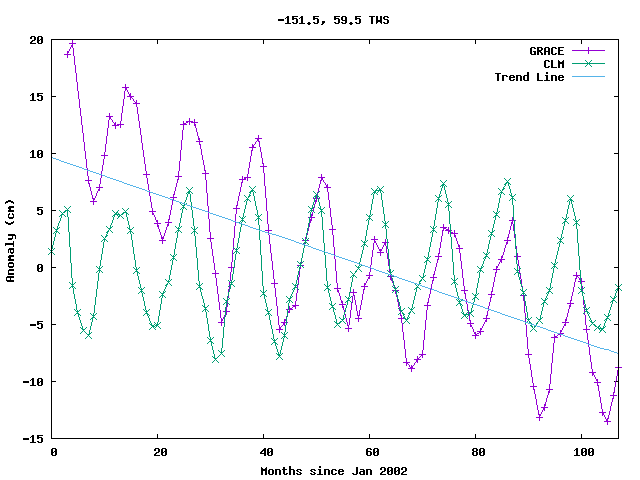 -151.5, 59.5 TWS
20
15
10
5
0
-5
-10
-15
GRACE
CLM
Trend Line
Anomaly (cm)
0 20 40 60 80 100
Months since Jan 2002